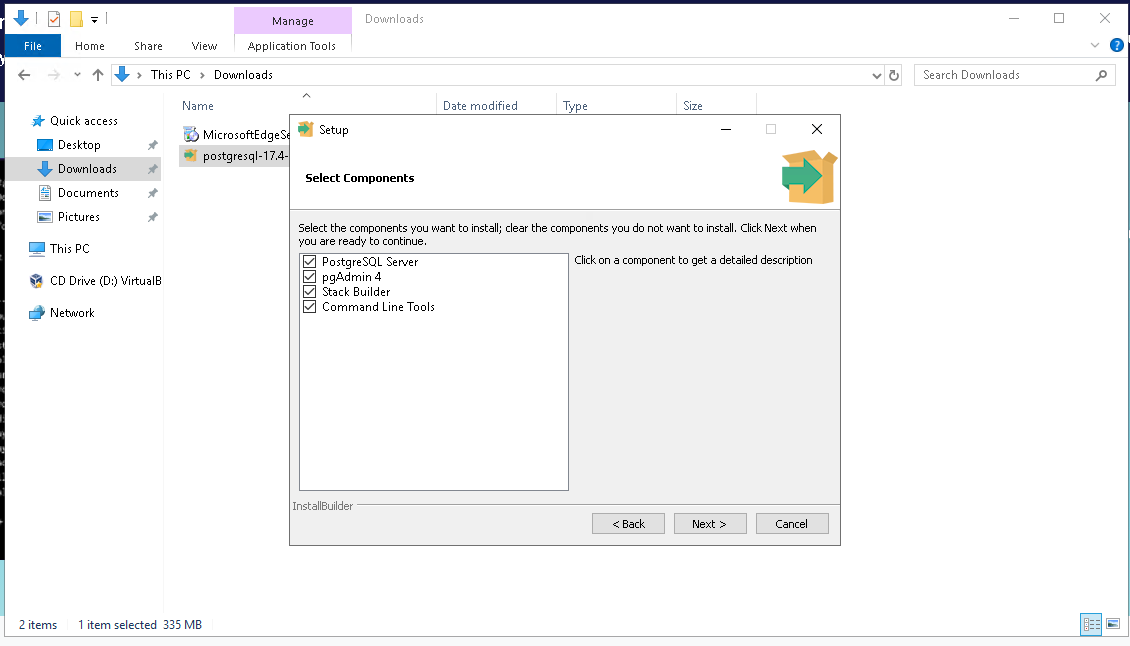 Manage
Downloads
File
Home
Share
View
Application Tools
?
This PC
Downloads
Search Downloads
Name
Date modified
Type
Size
Quick access
Desktop
Downloads
Documents
Pictures
This PC
CD Drive (D:) VirtualB
Network
MicrosoftEdgeSe
postgresql-17.4-
Setup
Select Components
Select the components you want to install; clear the components you do not want to install. Click Next when
you are ready to continue.
PostgreSQL Server
pgAdmin 4
Stack Builder
Command Line Tools
Click on a component to get a detailed description
InstallBuilder
< Back
Next >
Cancel
2 items
1 item selected
335 MB